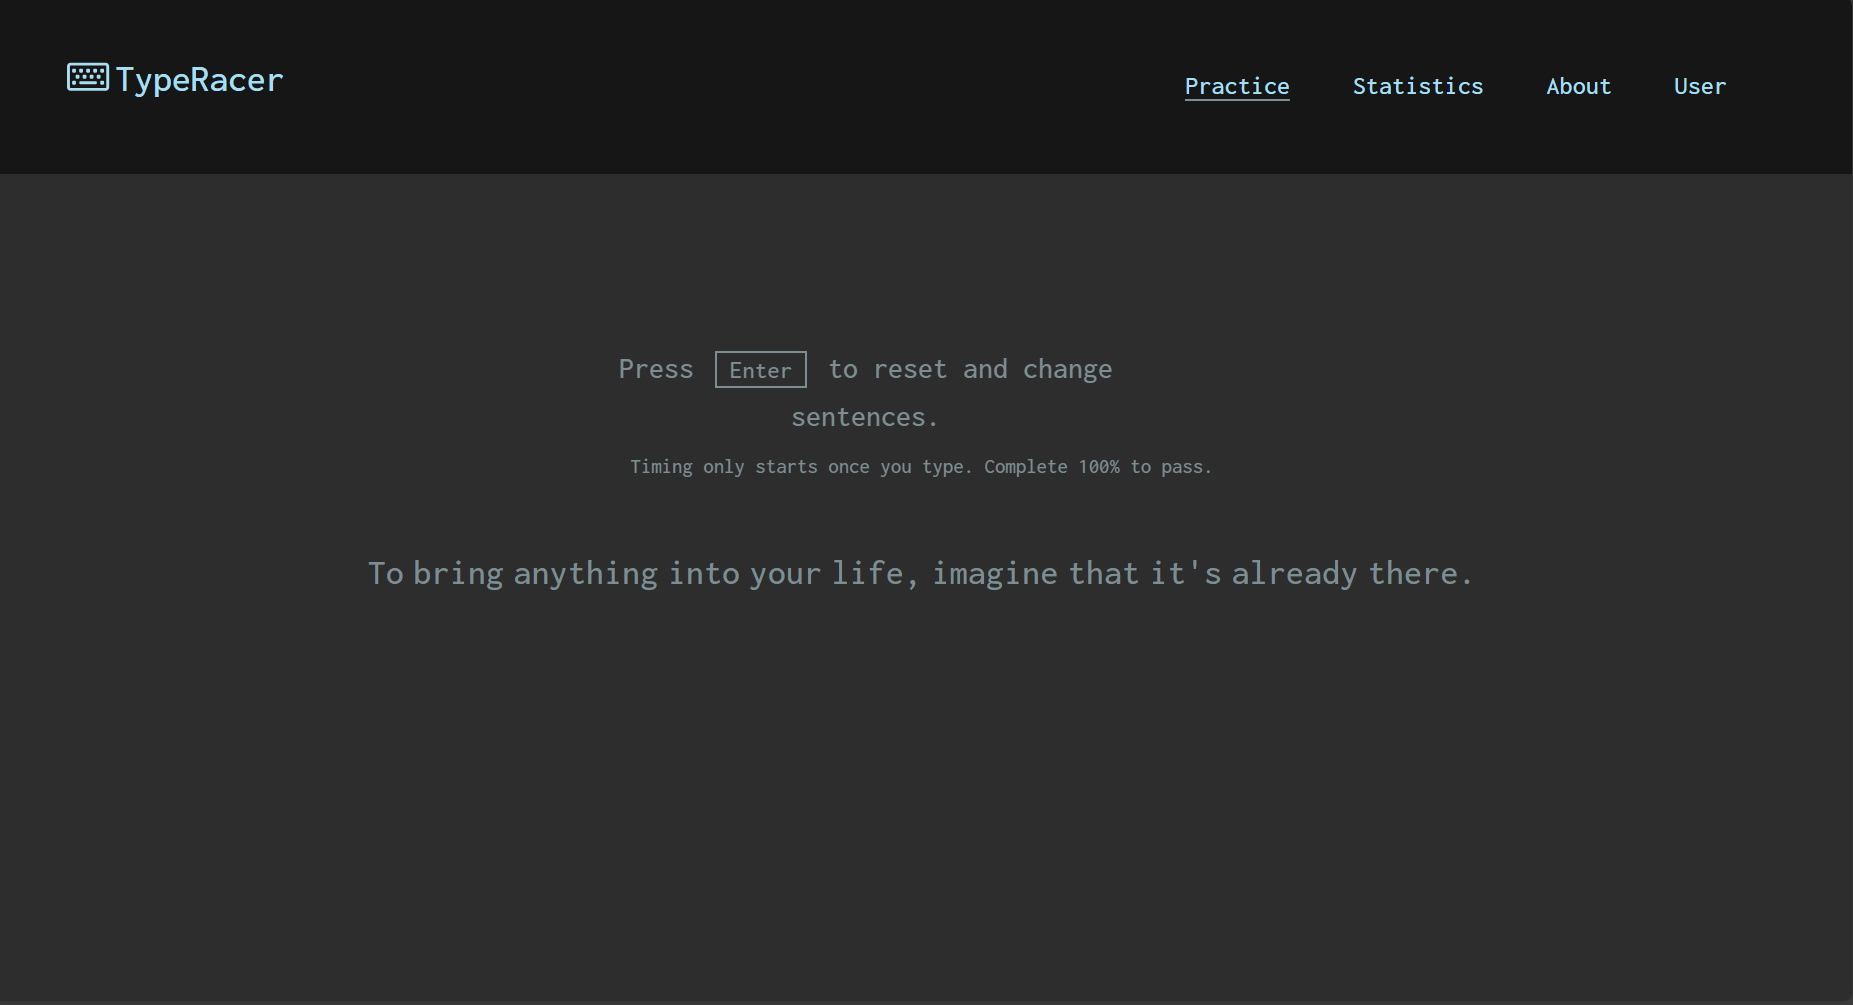 TypeRacer
Practice Statistics About User
Press Enter to reset and change
sentences.
Timing only starts once you type. Complete 100% to pass.
To bring anything into your life, imagine that it's already there.